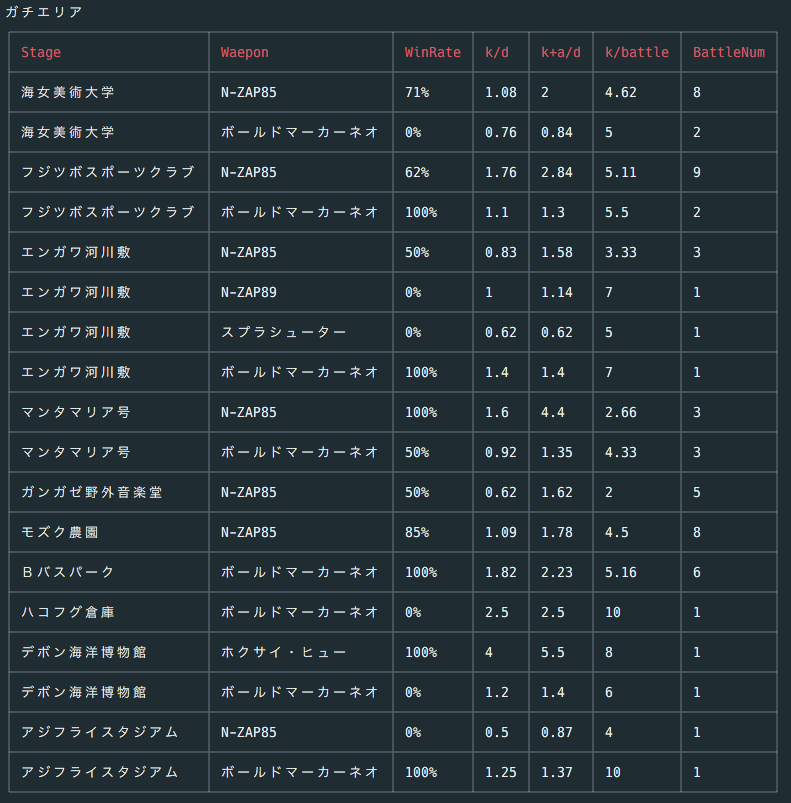 ガチエリア
Stage Waepon WinRate k/d k+a/d k/battle BattleNum
海女美術大学 N-ZAP85 71% 1.08 2 4.62 8
海女美術大学 ボールドマーカーネオ 0% 0.76 0.84 5 2
フジツボスポーツクラブ N-ZAP85 62% 1.76 2.84 5.11 9
フジツボスポーツクラブ ボールドマーカーネオ 100% 1.1 1.3 5.5 2
エンガワ河川敷 N-ZAP85 50% 0.83 1.58 3.33 3
エンガワ河川敷 N-ZAP89 0% 1 1.14 7 1
エンガワ河川敷 スプラシューター 0% 0.62 0.62 5 1
エンガワ河川敷 ボールドマーカーネオ 100% 1.4 1.4 7 1
マンタマリア号 N-ZAP85 100% 1.6 4.4 2.66 3
マンタマリア号 ボールドマーカーネオ 50% 0.92 1.35 4.33 3
ガンガゼ野外音楽堂 N-ZAP85 50% 0.62 1.62 2 5
モズク農園 N-ZAP85 85% 1.09 1.78 4.5 8
Ｂバスパーク ボールドマーカーネオ 100% 1.82 2.23 5.16 6
ハコフグ倉庫 ボールドマーカーネオ 0% 2.5 2.5 10 1
デボン海洋博物館 ホクサイ・ヒュー 100% 4 5.5 8 1
デボン海洋博物館 ボールドマーカーネオ 0% 1.2 1.4 6 1
アジフライスタジアム N-ZAP85 0% 0.5 0.87 4 1
アジフライスタジアム ボールドマーカーネオ 100% 1.25 1.37 10 1